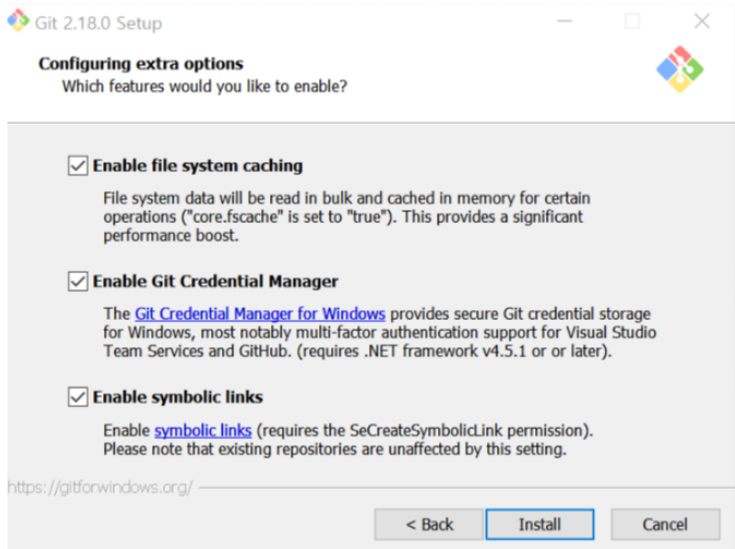 Git 2.18.0 Setup
Configuring extra options
Which features would you like to enable?
Enable file system caching
File system data will be read in bulk and cached in memory for certain
operations ("core.fscache" is set to "true"). This provides a significant
performance boost.
Enable Git Credential Manager
The Git Credential Manager for Windows provides secure Git credential storage
for Windows, most notably multi-factor authentication support for Visual Studio
Team Services and GitHub. (requires .NET framework v4.5.1 or or later).
Enable symbolic links
Enable symbolic links (requires the SeCreateSymbolicLink permission).
Please note that existing repositories are unaffected by this setting.
https://gitforwindows.org/
< Back Install Cancel